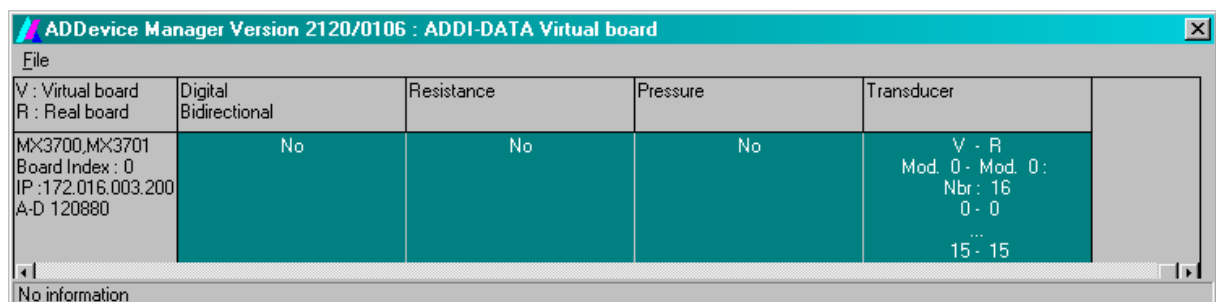 ADDevice Manager Version 2120/0106 : ADDI-DATA Virtual board
File
V : Virtual board
R : Real board
Digital
Bidirectional
Resistance
Pressure
Transducer
MX3700,MX3701
Board Index : 0
IP :172.016.003.200
A-D 120880
No
No
No
V - R
Mod. 0 - Mod. 0 :
Nbr : 16
0 - 0
...
15 - 15
No information